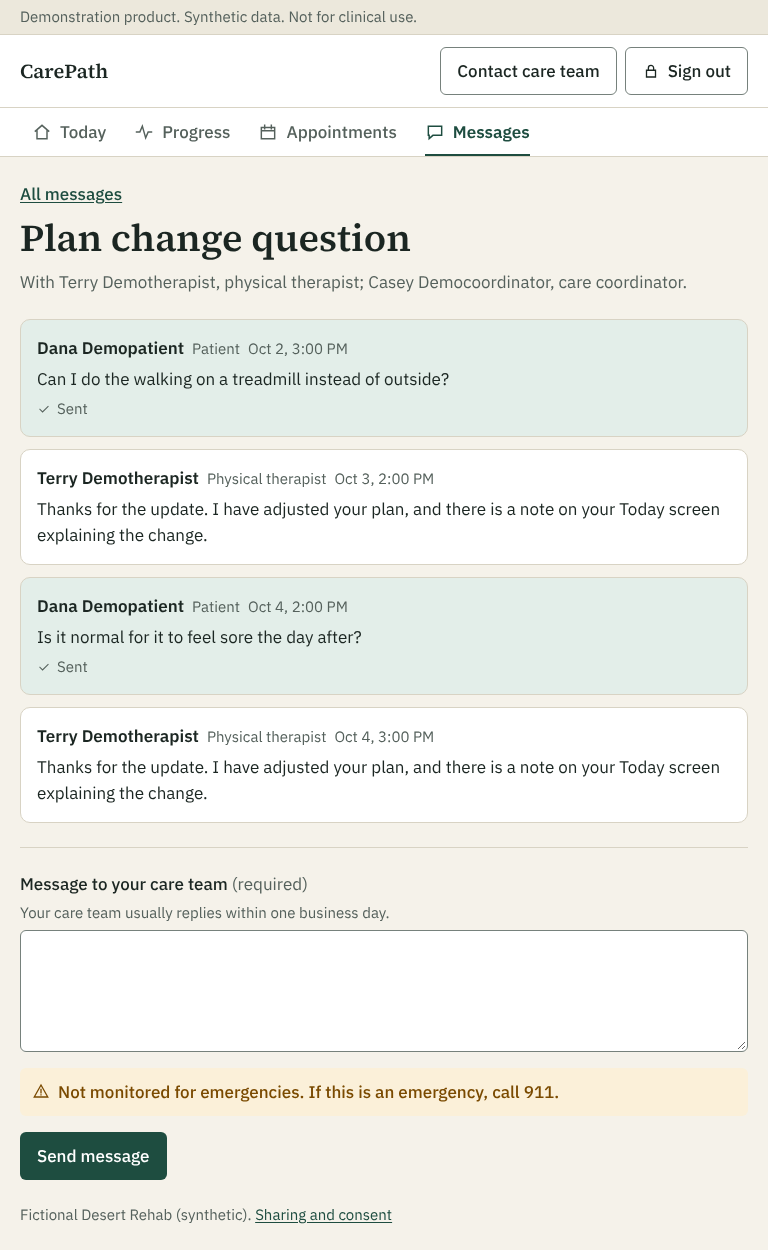 Demonstration product. Synthetic data. Not for clinical use.
CarePath
Contact care team
Sign out
Today
Progress
Appointments
Messages
All messages
Plan change question
With Terry Demotherapist, physical therapist; Casey Democoordinator, care coordinator.
Dana Demopatient Patient Oct 2, 3:00 PM
Can I do the walking on a treadmill instead of outside?
Sent
Terry Demotherapist Physical therapist Oct 3, 2:00 PM
Thanks for the update. I have adjusted your plan, and there is a note on your Today screen
explaining the change.
Dana Demopatient Patient Oct 4, 2:00 PM
Is it normal for it to feel sore the day after?
Sent
Terry Demotherapist Physical therapist Oct 4, 3:00 PM
Thanks for the update. I have adjusted your plan, and there is a note on your Today screen
explaining the change.
Message to your care team (required)
Your care team usually replies within one business day.
Not monitored for emergencies. If this is an emergency, call 911.
Send message
Fictional Desert Rehab (synthetic). Sharing and consent